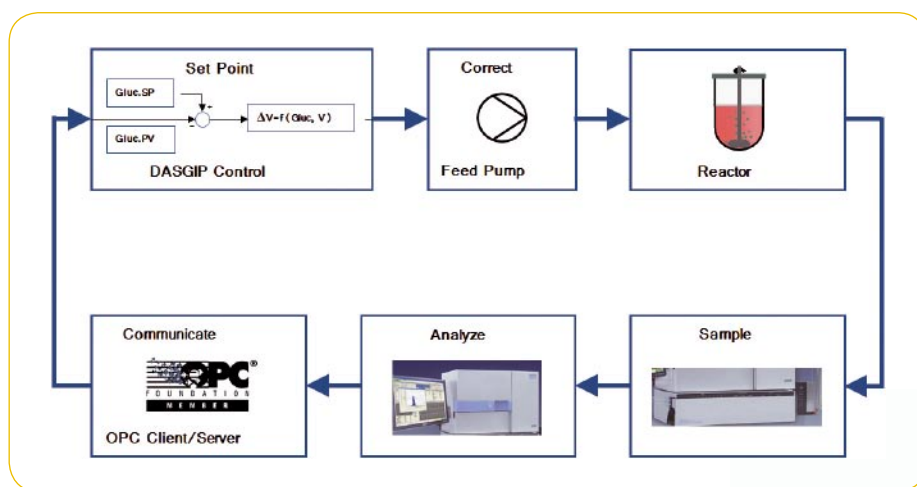 Set Point
Gluc.SP
ΔV=f(Gluc, V)
Gluc.PV
DASGIP Control
Correct
Feed Pump
Reactor
Communicate
OPC®
FOUNDATION
MEMBER
OPC Client/Server
Analyze
Sample